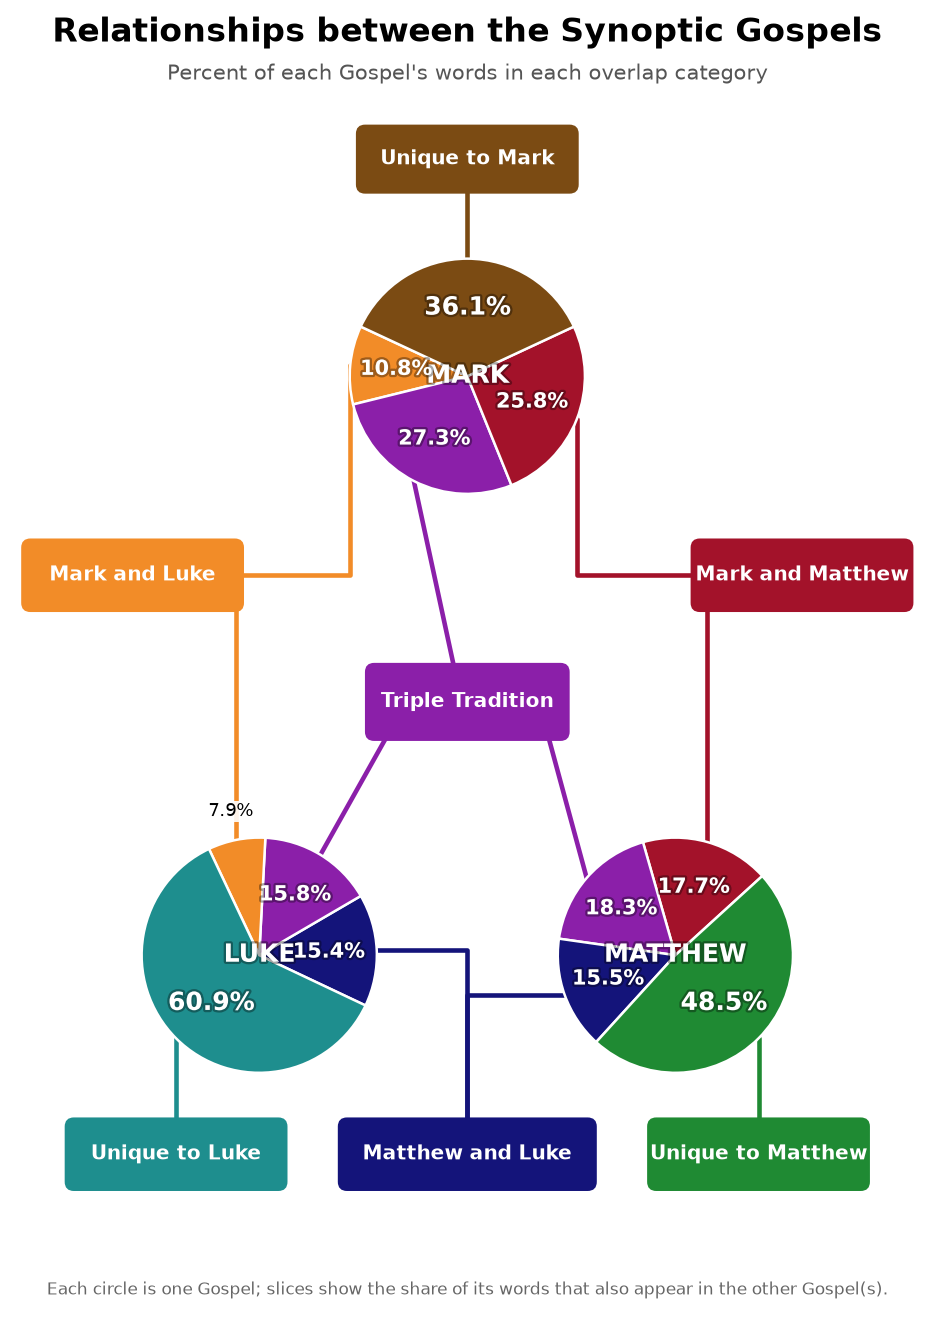 Relationships between the Synoptic Gospels
Percent of each Gospel's words in each overlap category
Unique to Mark
36.1%
10.8%
MARK
25.8%
27.3%
Mark and Luke
Mark and Matthew
Triple Tradition
7.9%
15.8%
LUKE
15.4%
60.9%
17.7%
18.3%
MATTHEW
15.5%
48.5%
Unique to Luke
Matthew and Luke
Unique to Matthew
Each circle is one Gospel; slices show the share of its words that also appear in the other Gospel(s).